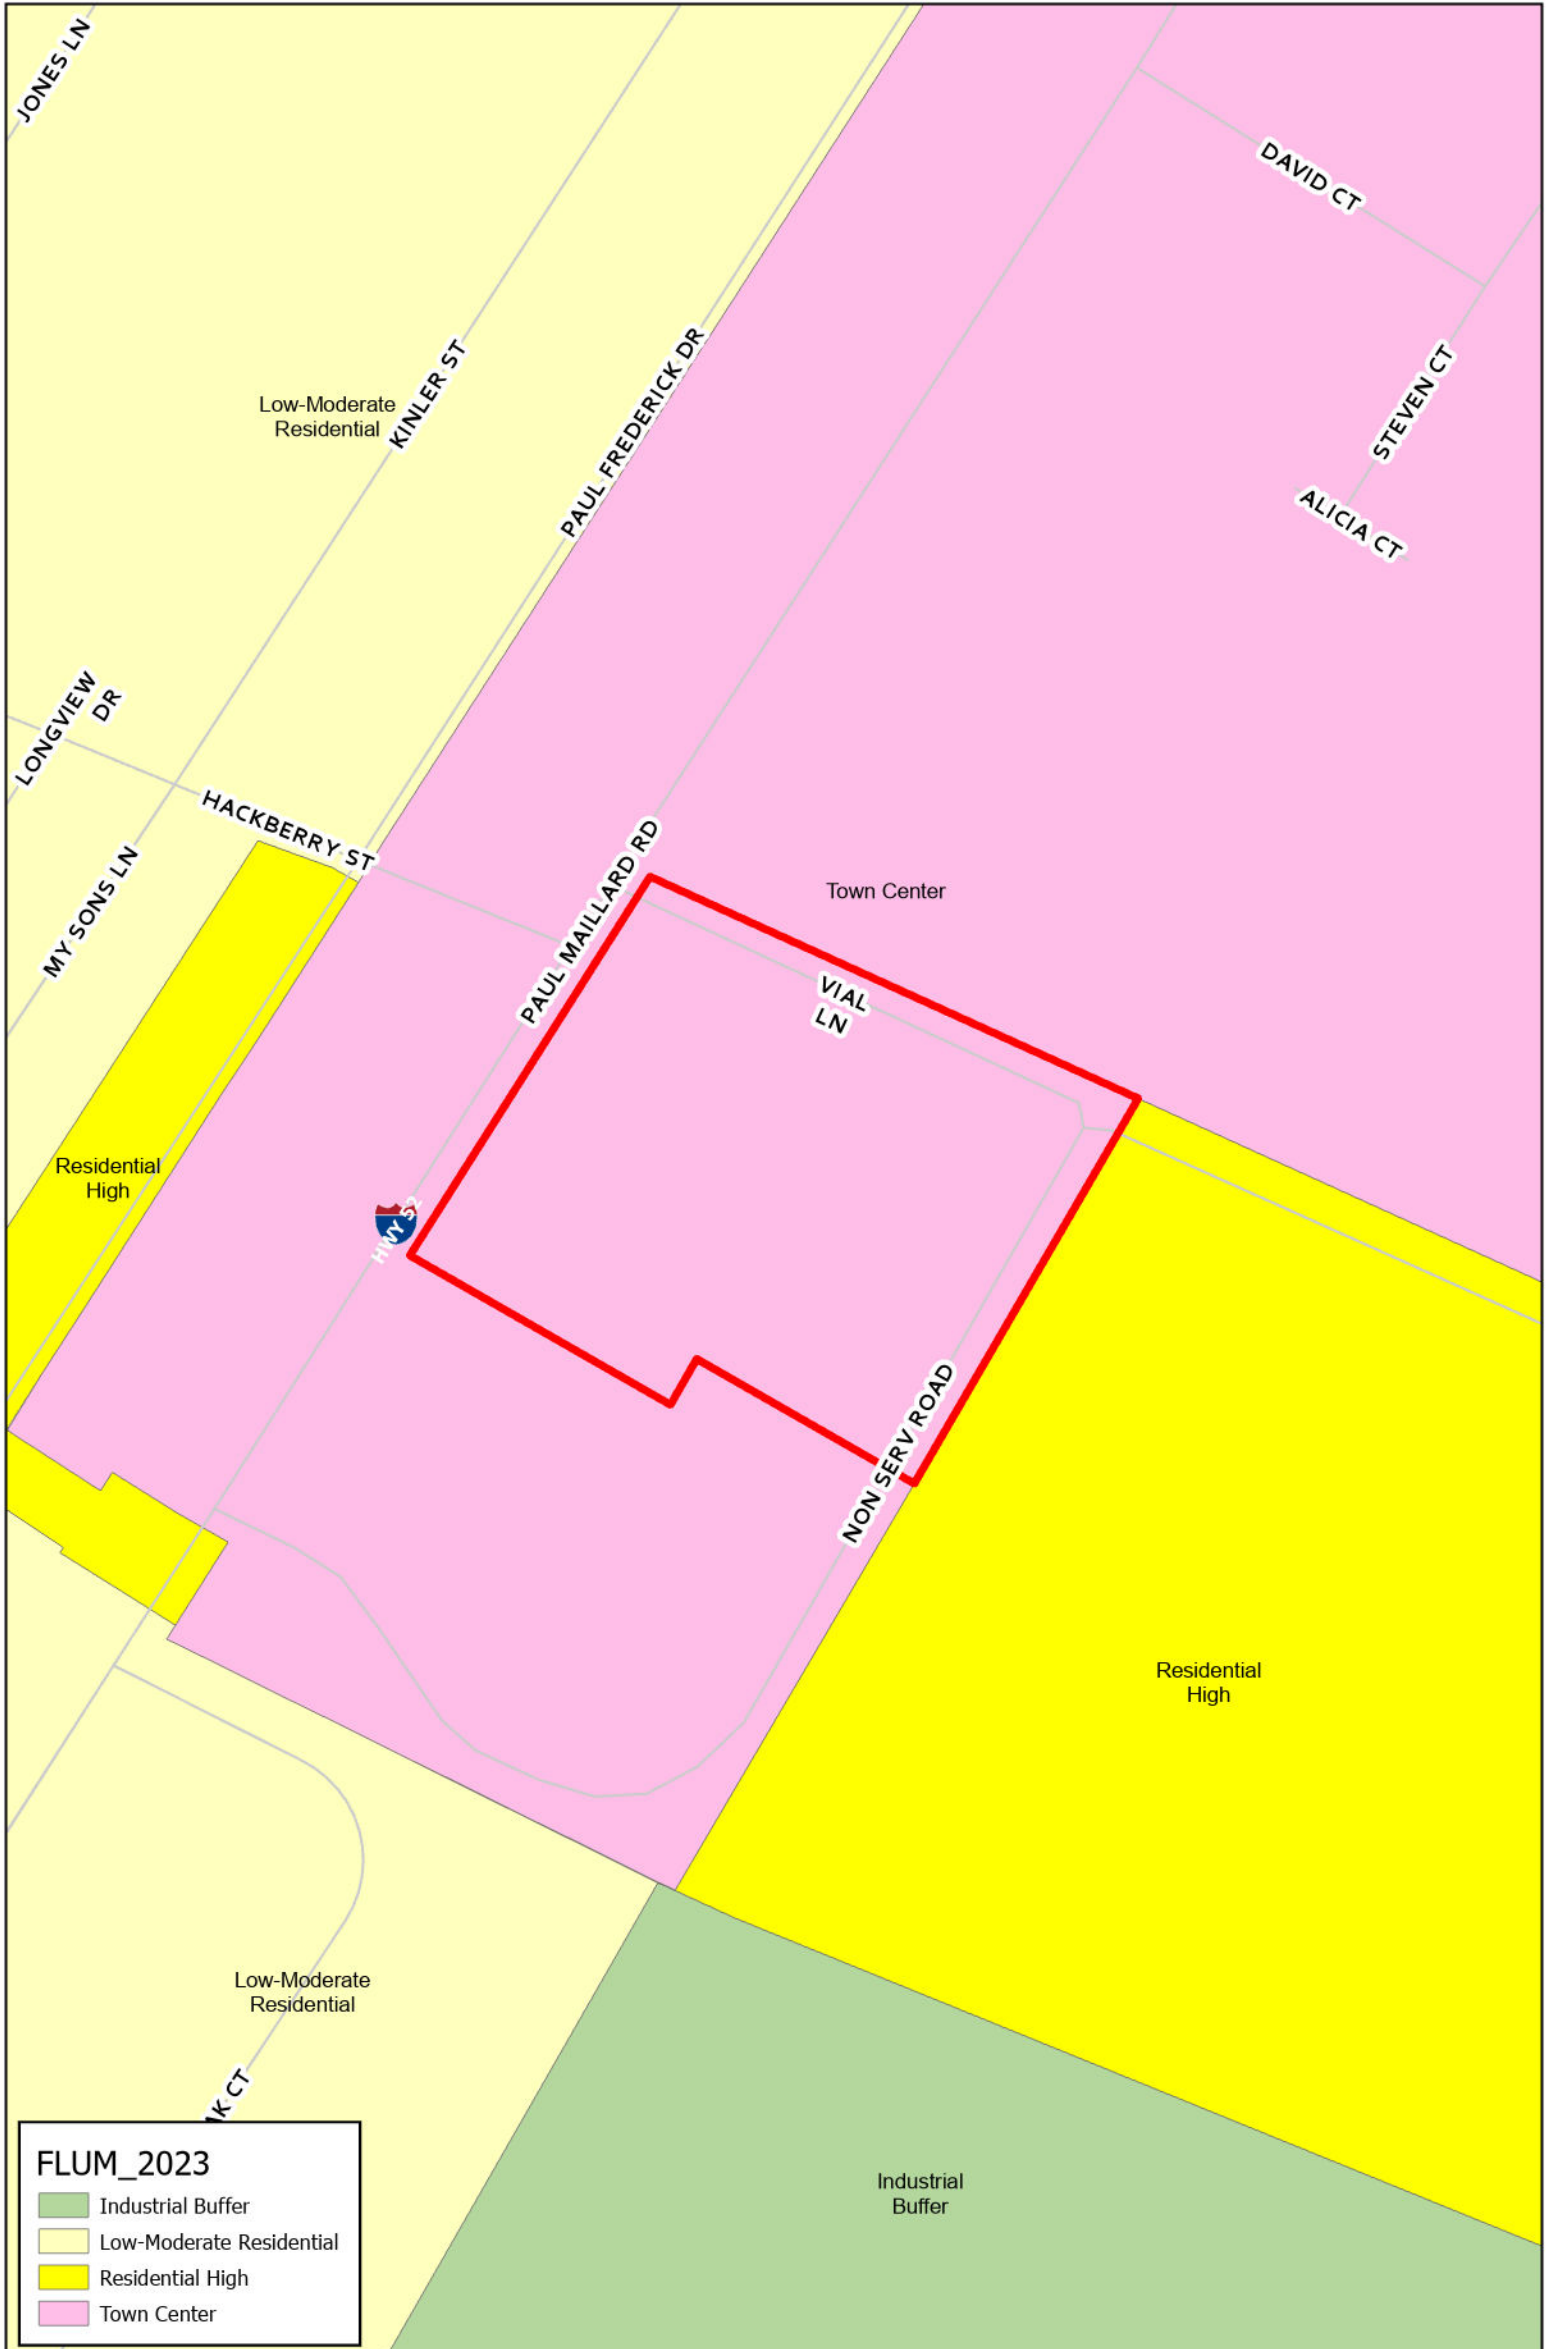 JONES LN
DAVID CT
KINLER ST
PAUL FREDERICK DR
STEVEN CT
Low-Moderate
Residential
ALICIA CT
LONGVIEW
DR
HACKBERRY ST
MY SONS LN
PAUL MAILLARD RD
Town Center
VIAL
LN
Residential
High
HWY 52
NON SERV ROAD
Residential
High
Low-Moderate
Residential
CT
Industrial
Buffer
FLUM_2023
Industrial Buffer
Low-Moderate Residential
Residential High
Town Center